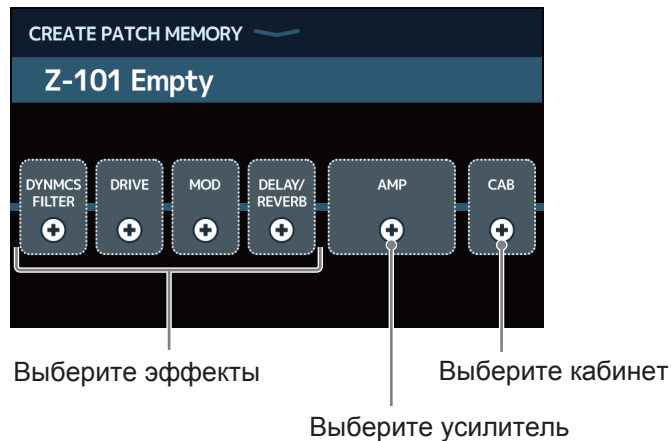 CREATE PATCH MEMORY
Z-101 Empty
DYNMCS
FILTER
DRIVE
MOD
DELAY/
REVERB
AMP
CAB
Выберите эффекты
Выберите кабинет
Выберите усилитель